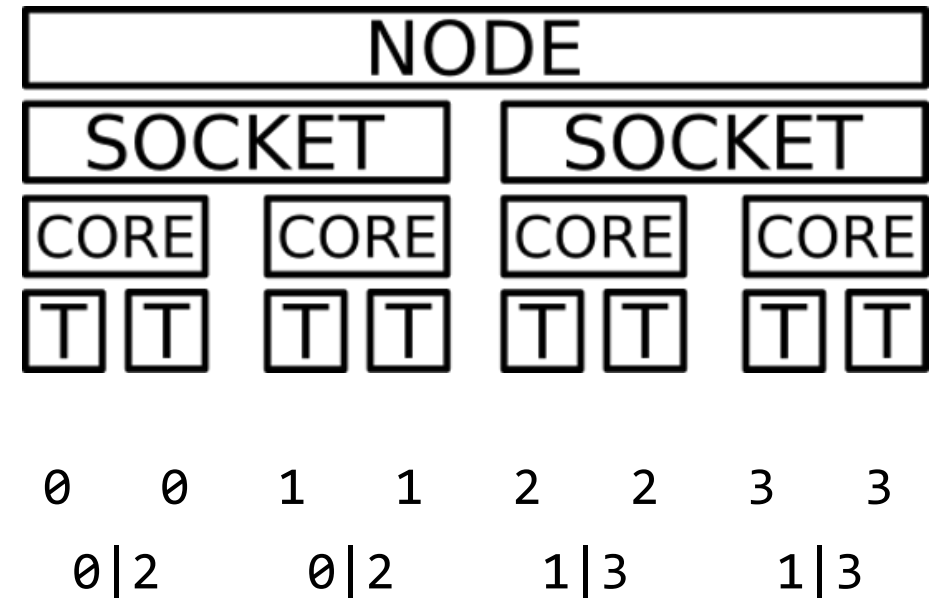 NODE
SOCKET SOCKET
CORE CORE CORE CORE
T T T T T T T T
0 0 1 1 2 2 3 3
0|2 0|2 1|3 1|3